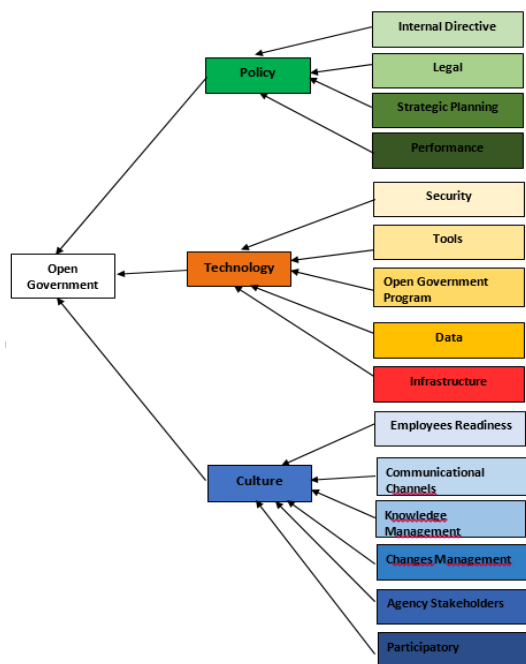 Internal Directive
Policy
Legal
Strategic Planning
Performance
Security
Tools
Open
Government
Technology
Open Government
Program
Data
Infrastructure
Employees Readiness
Culture
Communicational
Channels
Knowledge
Management
Changes Management
Agency Stakeholders
Participatory